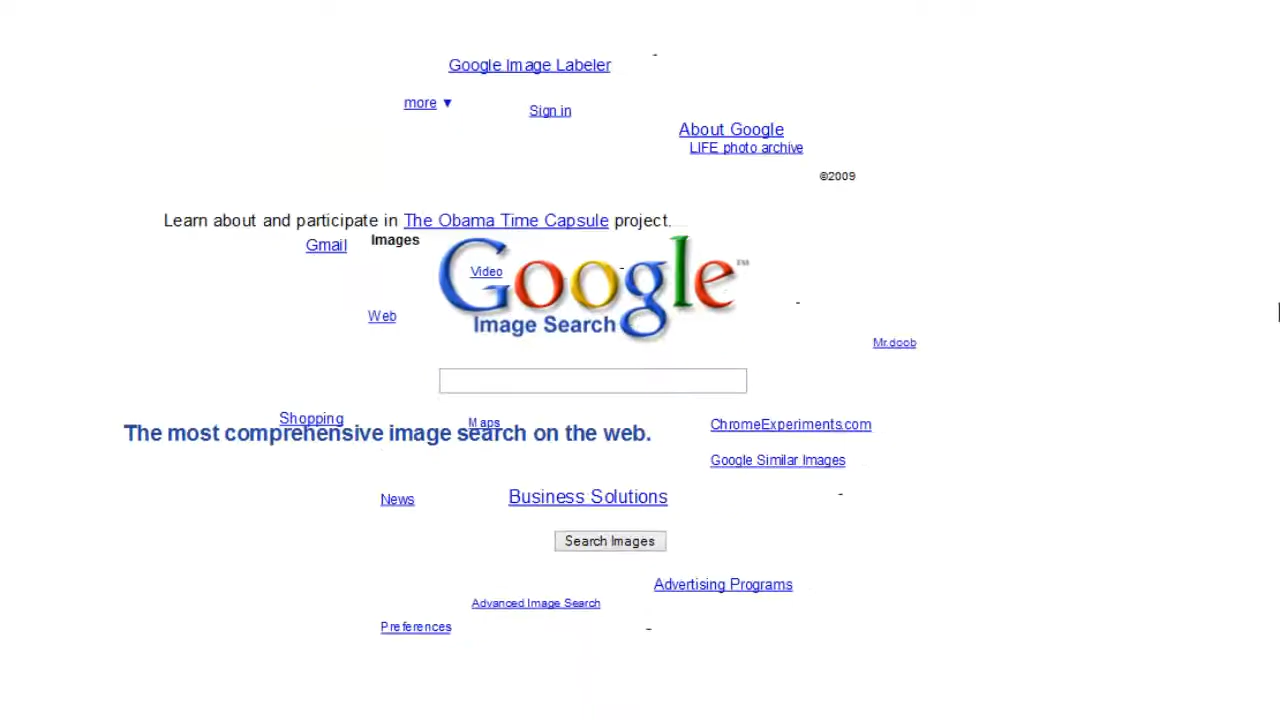 Google Image Labeler
more ▼
Sign in
About Google
LIFE photo archive
©2009
Learn about and participate in The Obama Time Capsule project.
Gmail
Images
Google™
Video
Image Search
Web
Mr.doob
Shopping
Maps
ChromeExperiments.com
The most comprehensive image search on the web.
Google Similar Images
News
Business Solutions
Search Images
Advertising Programs
Advanced Image Search
Preferences